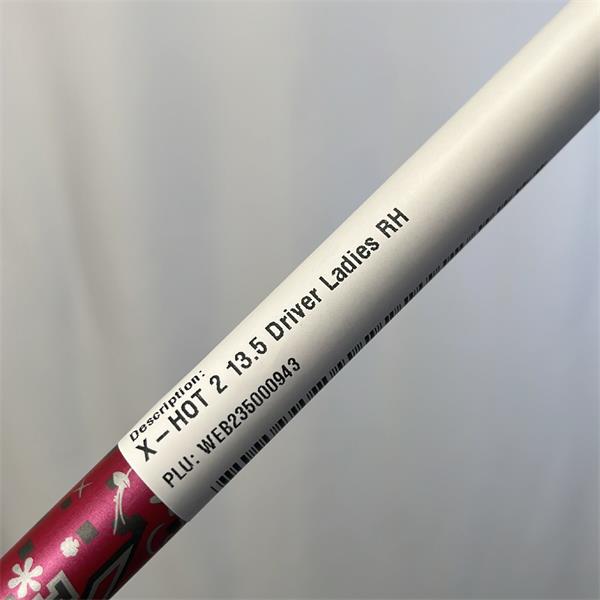 Description:
X-HOT 2 13.5 Driver Ladies RH
PLU: WEB235000943